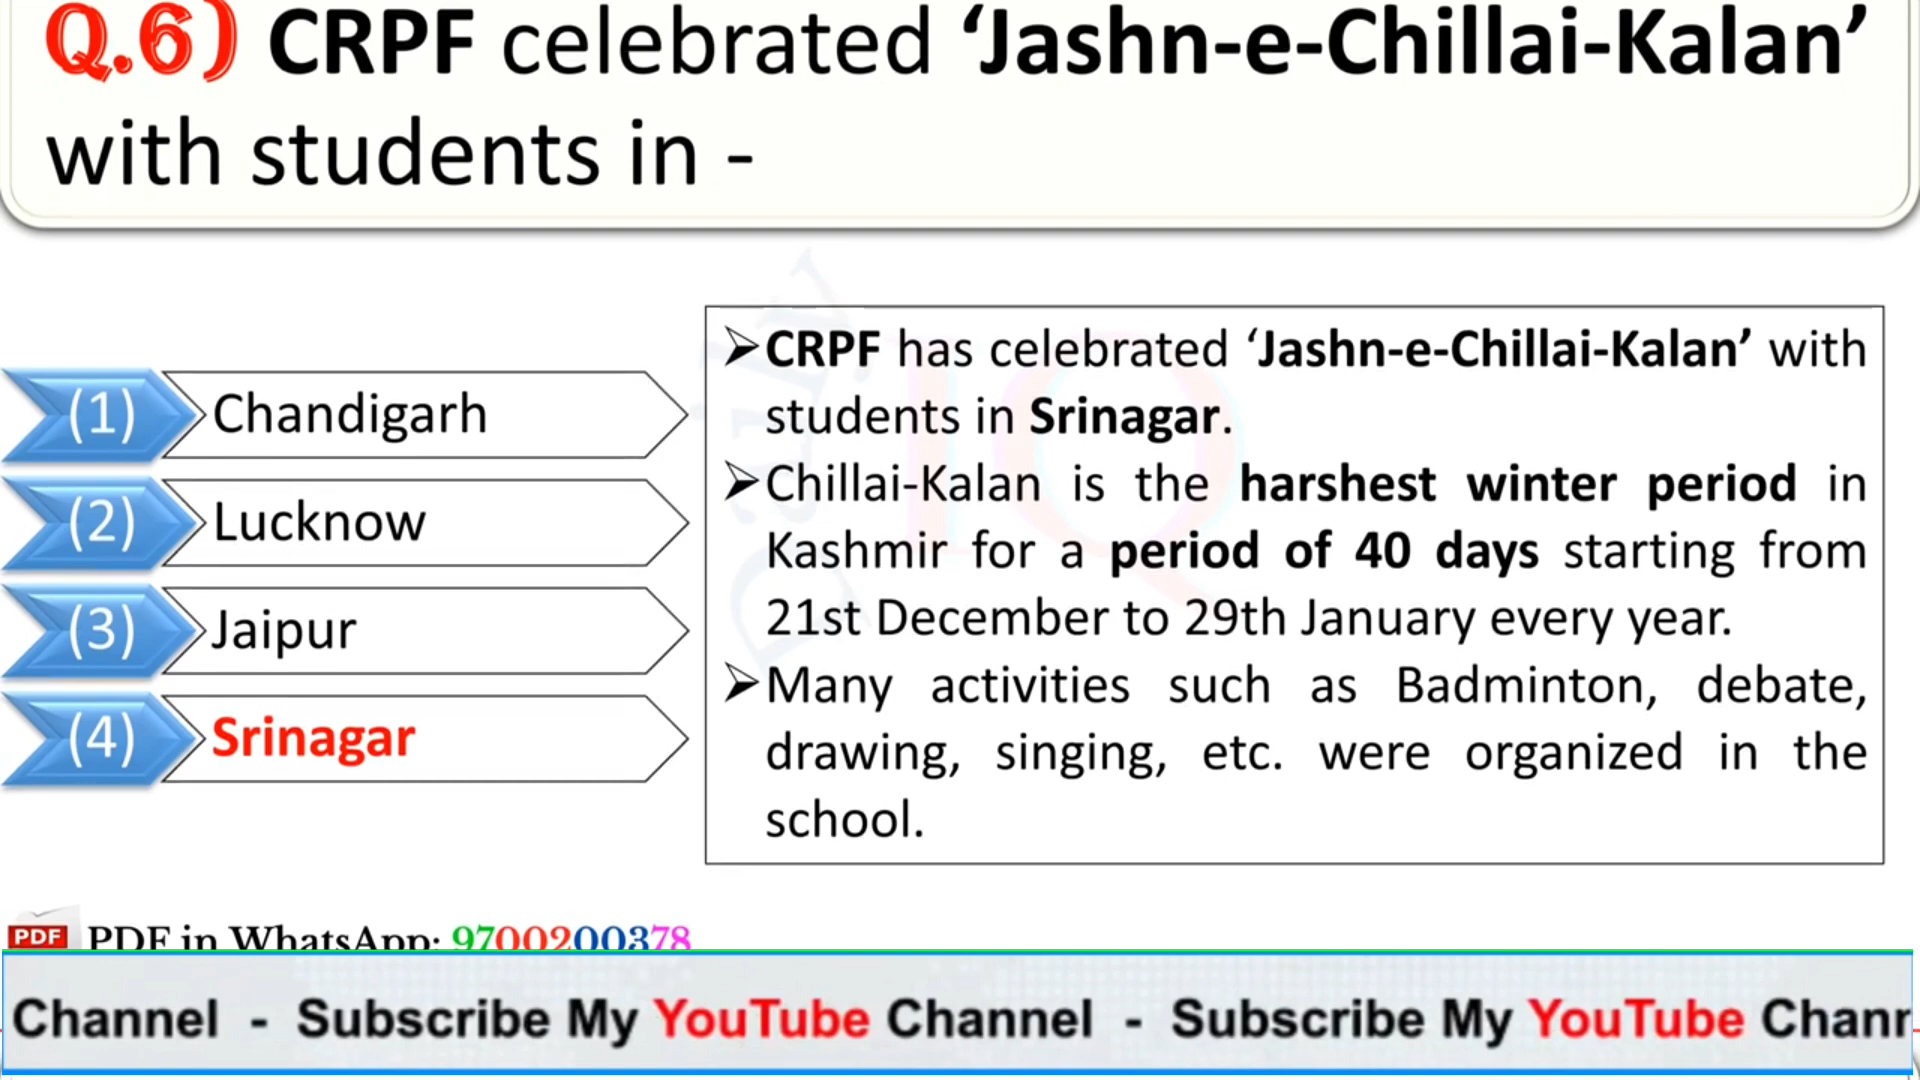 Q.6) CRPF celebrated ‘Jashn-e-Chillai-Kalan’
with students in -
(1) Chandigarh
(2) Lucknow
(3) Jaipur
(4) Srinagar
➢CRPF has celebrated ‘Jashn-e-Chillai-Kalan’ with
students in Srinagar.
➢Chillai-Kalan is the harshest winter period in
Kashmir for a period of 40 days starting from
21st December to 29th January every year.
➢Many activities such as Badminton, debate,
drawing, singing, etc. were organized in the
school.
Daily IQ
PDF PDF in WhatsApp: 9700200378
Channel - Subscribe My YouTube Channel - Subscribe My YouTube Chann